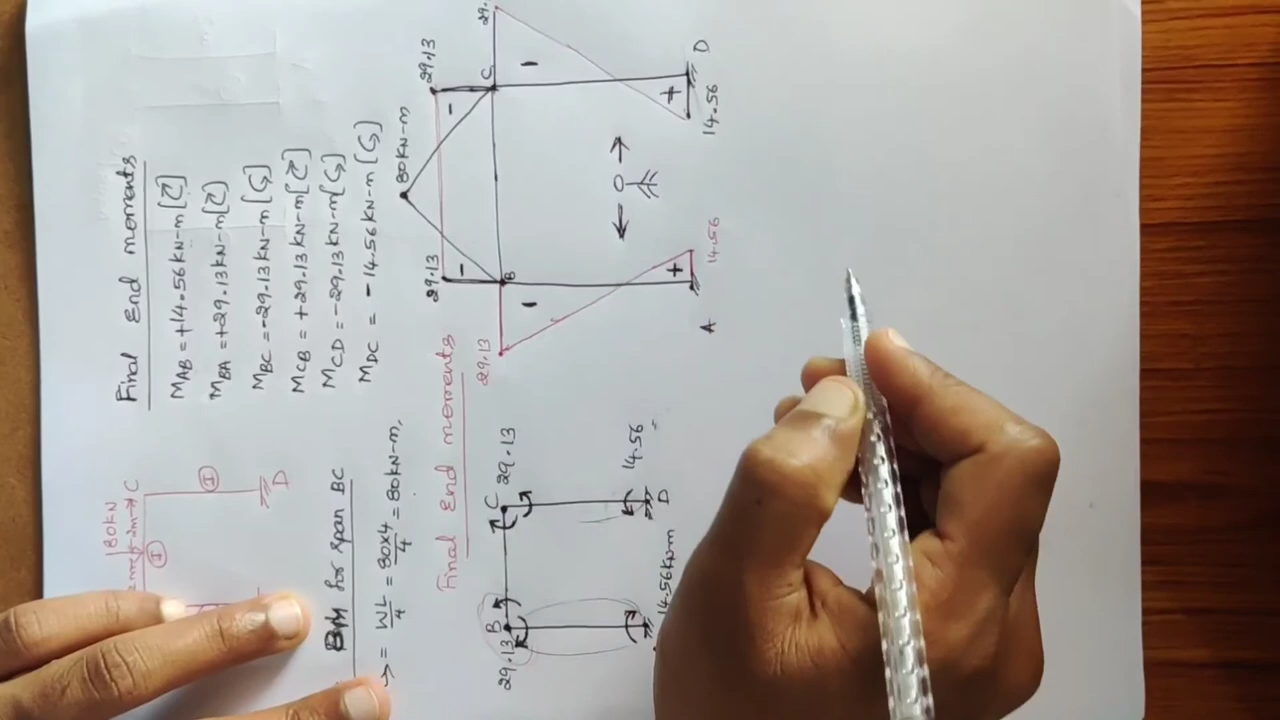 80KN
2m
C
I
I
D
Final End moments
MAB = +14.56 KN-m [
MBA = +29.13 KN-m [
MBC = -29.13 KN-m [
MCB = +29.13 KN-m [
MCD = -29.13 KN-m [
MDC = -14.56 KN-m [
BM for span BC
→ = WL/4 = 80x4/4 = 80KN-m,
Final End moments
29.13 B
C 29.13
14.56
14.56KN-m
D
80KN-m
29.13
29.13
- -
29.13
B
C
29.
- -
+ +
14.56
14.56
A
D
← O →